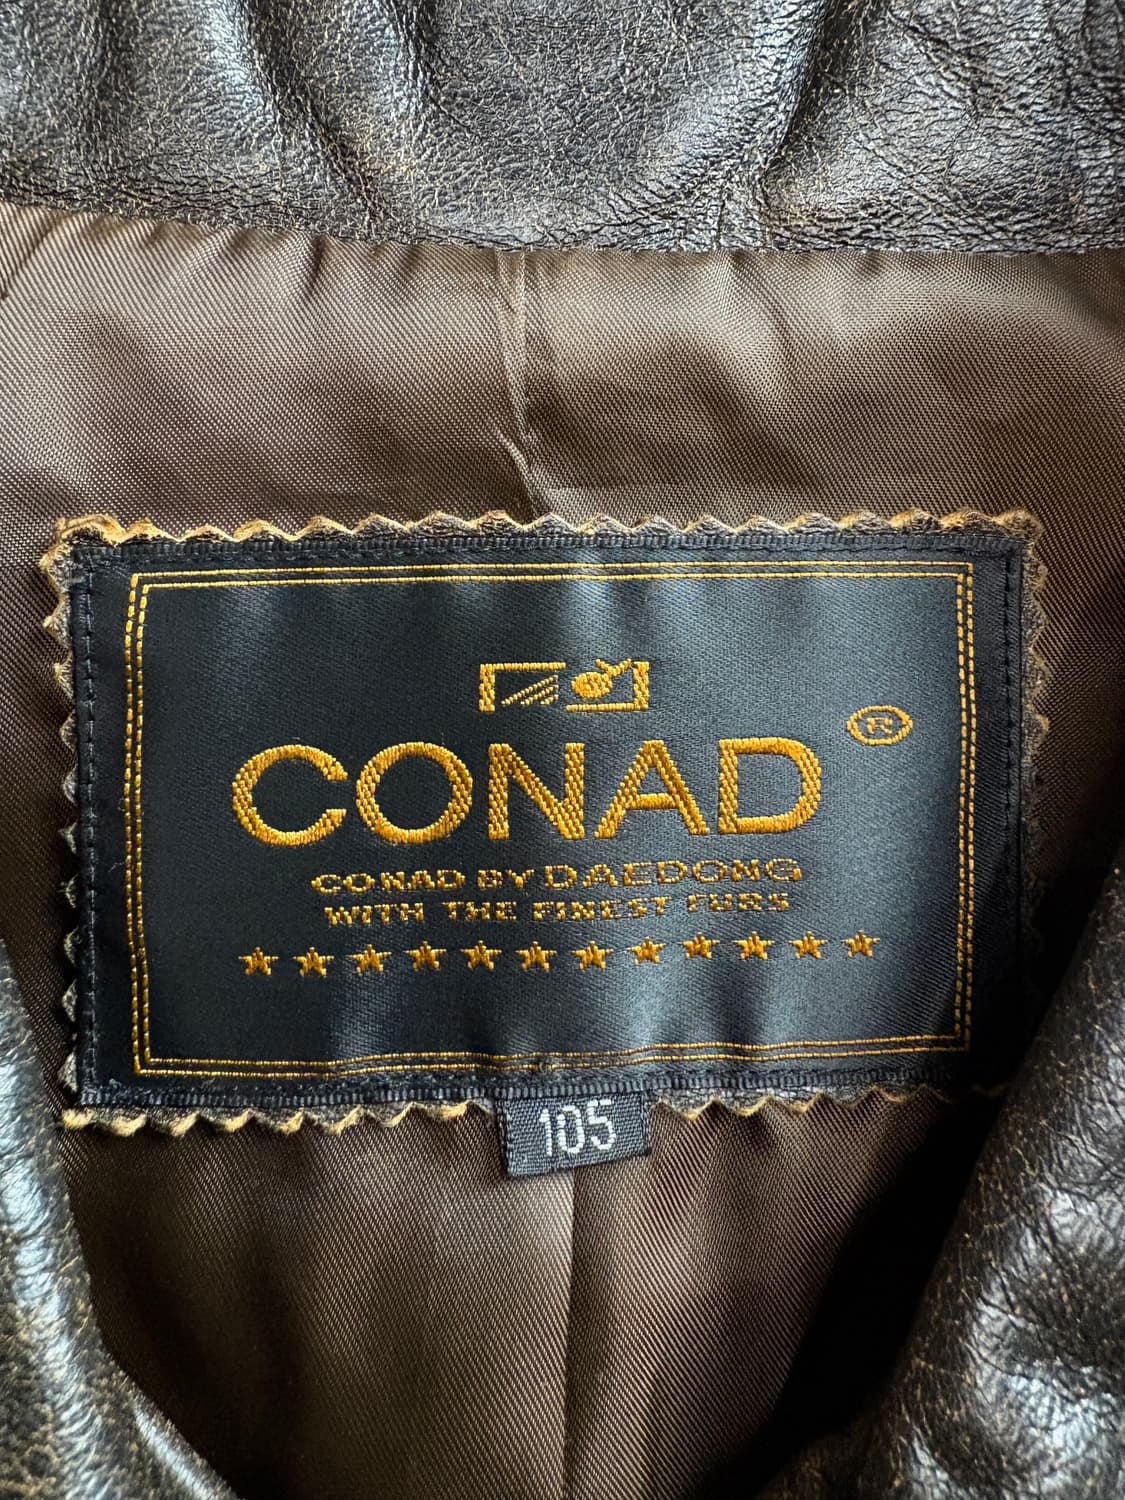 CONAD ®
CONAD BY DAEDONG
WITH THE FINEST FURS
105